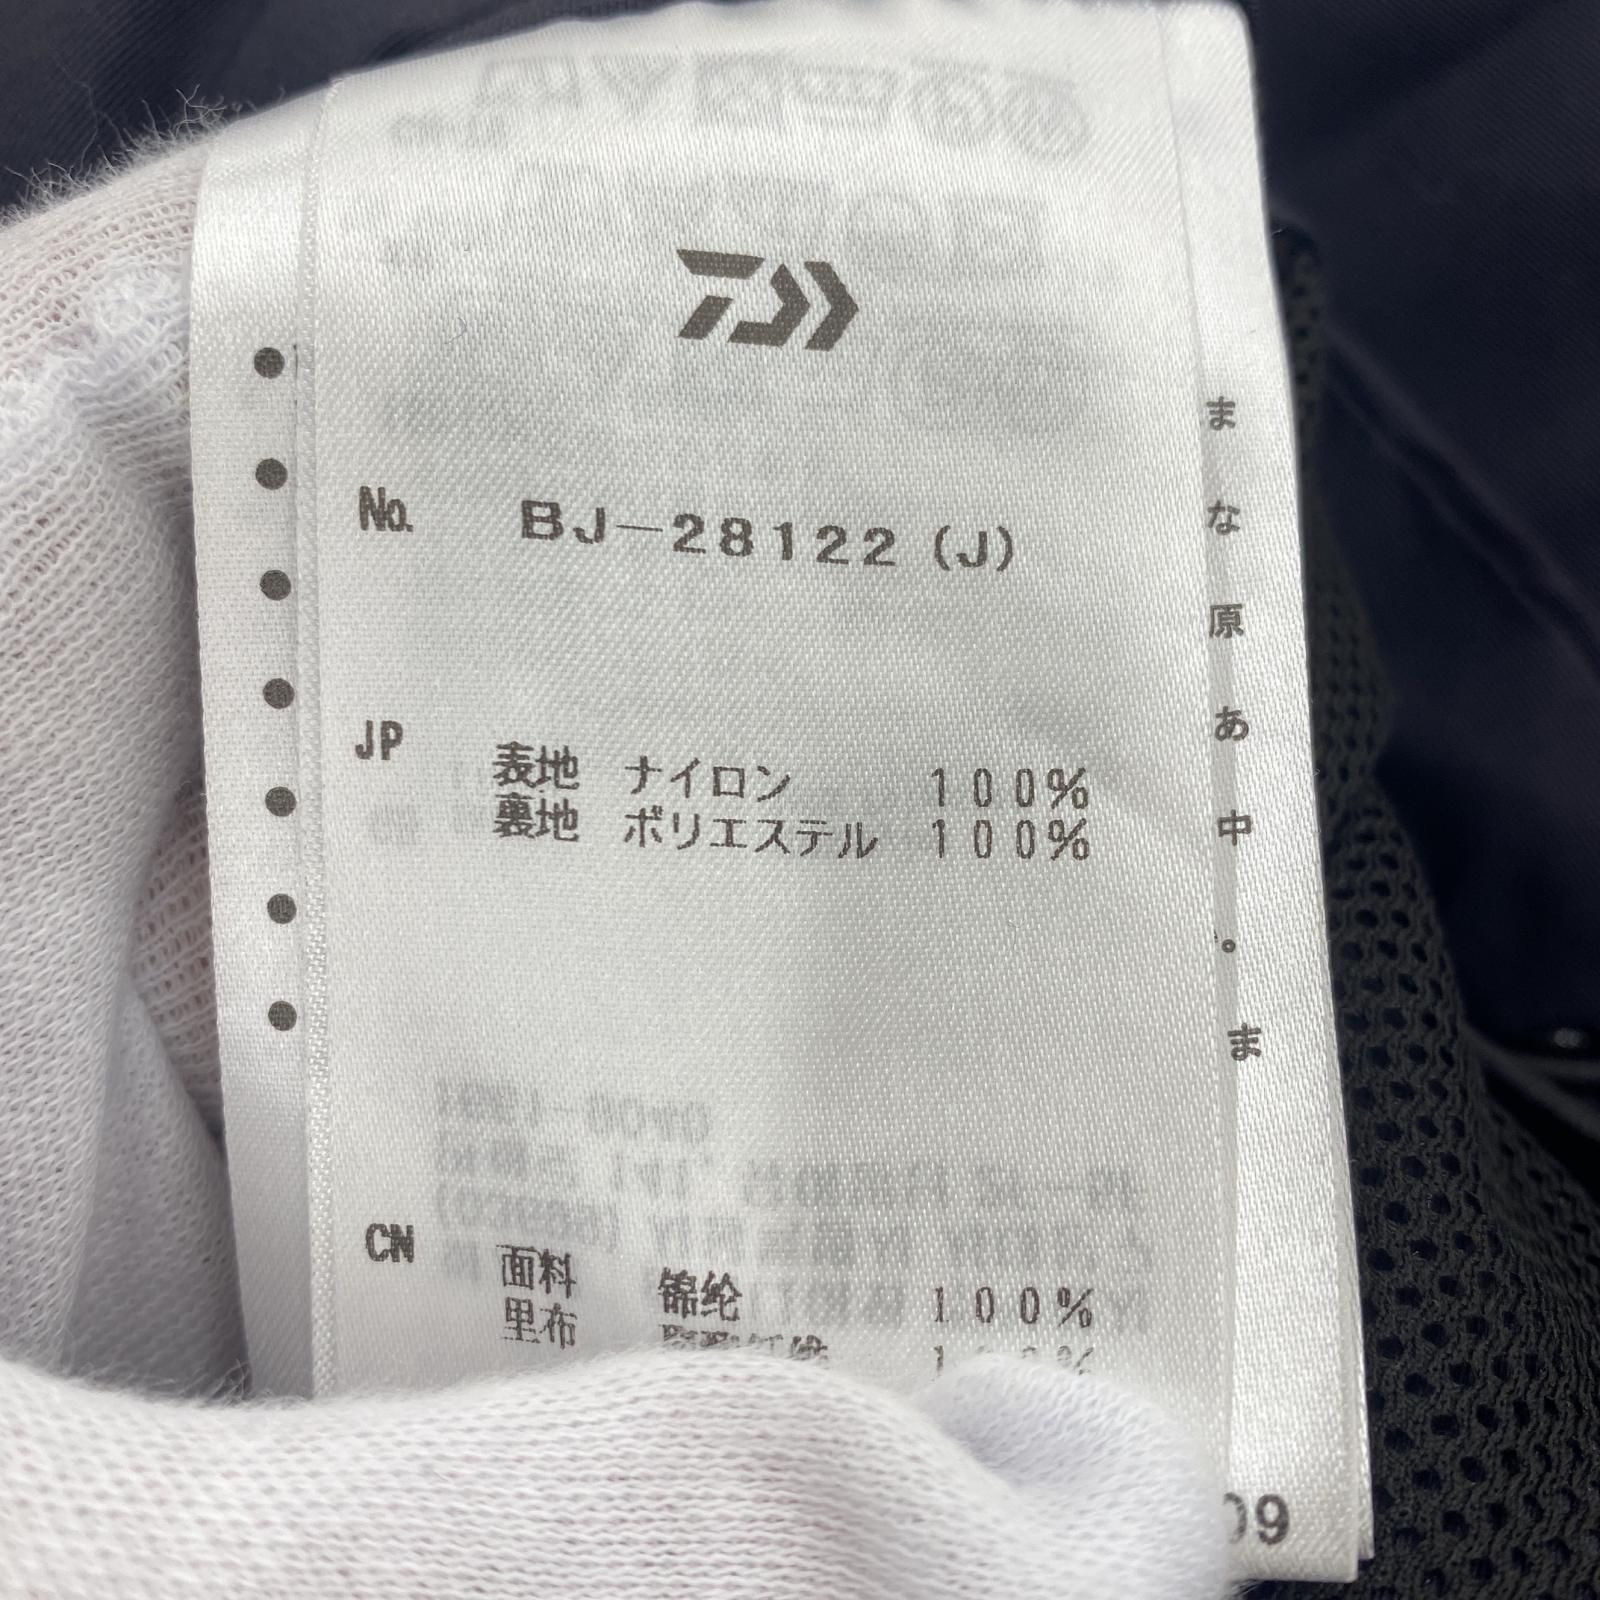 No. BJ-28122(J)
JP
表地 ナイロン 100%
裏地 ポリエステル 100%
CN
面料 锦纶 100%
里布
ま
な
原
あ
中
。
ま
09